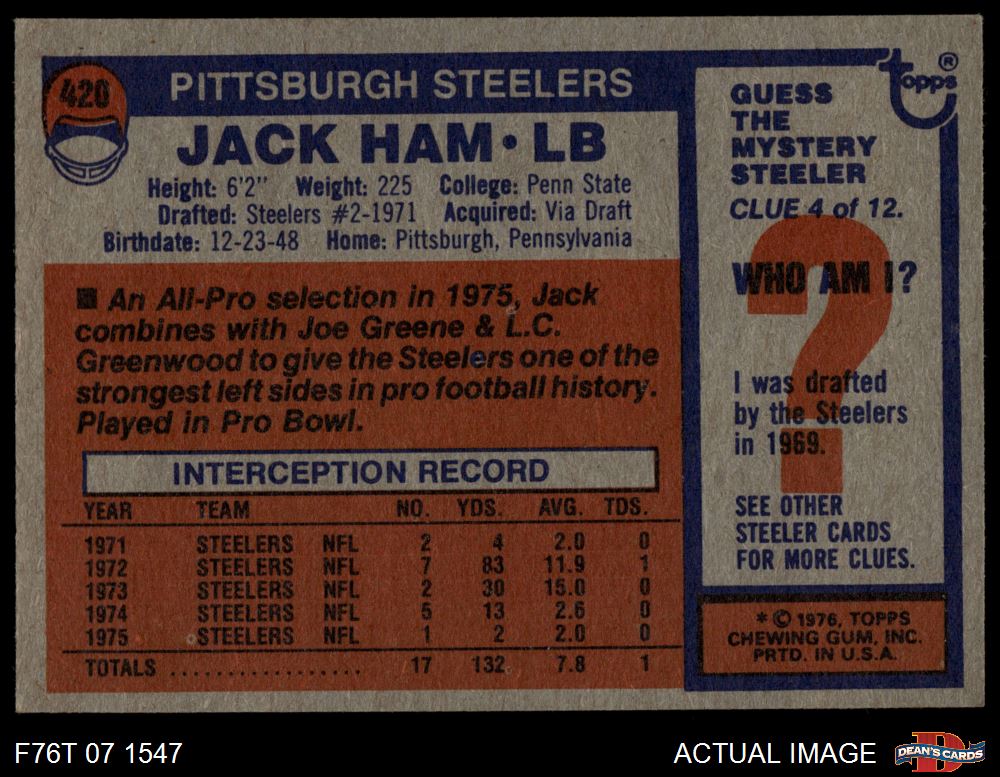 420
PITTSBURGH STEELERS
JACK HAM • LB
Height: 6'2" Weight: 225 College: Penn State
Drafted: Steelers #2-1971 Acquired: Via Draft
Birthdate: 12-23-48 Home: Pittsburgh, Pennsylvania
■ An All-Pro selection in 1975, Jack
combines with Joe Greene & L.C.
Greenwood to give the Steelers one of the
strongest left sides in pro football history.
Played in Pro Bowl.
INTERCEPTION RECORD
YEAR TEAM NO. YDS. AVG. TDS.
1971 STEELERS NFL 2 4 2.0 0
1972 STEELERS NFL 7 83 11.9 1
1973 STEELERS NFL 2 30 15.0 0
1974 STEELERS NFL 5 13 2.6 0
1975 STEELERS NFL 1 2 2.0 0
TOTALS .................. 17 132 7.8 1
topps®
GUESS
THE
MYSTERY
STEELER
CLUE 4 of 12.
?
WHO AM I?
I was drafted
by the Steelers
in 1969.
SEE OTHER
STEELER CARDS
FOR MORE CLUES.
* © 1976, TOPPS
CHEWING GUM, INC.
PRTD. IN U.S.A.
F76T 07 1547
ACTUAL IMAGE
D
DEAN'S CARDS